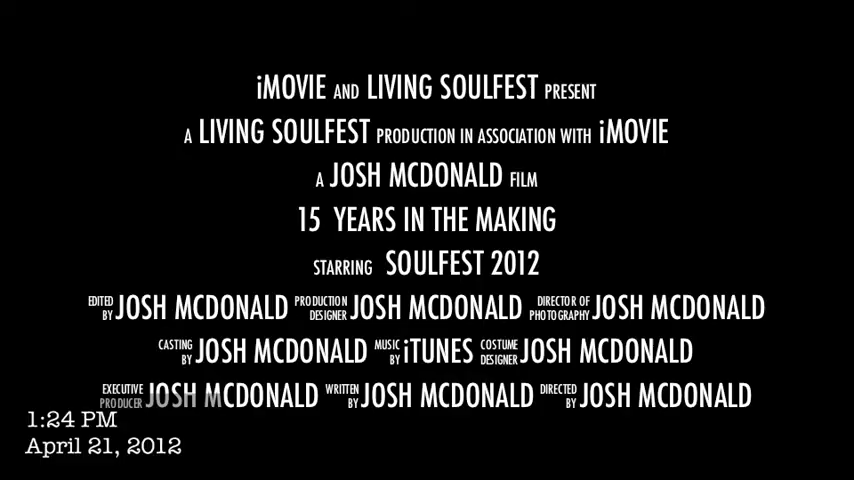 iMOVIE AND LIVING SOULFEST PRESENT
A LIVING SOULFEST PRODUCTION IN ASSOCIATION WITH iMOVIE
A JOSH MCDONALD FILM
15 YEARS IN THE MAKING
STARRING SOULFEST 2012
EDITED BY JOSH MCDONALD PRODUCTION DESIGNER JOSH MCDONALD DIRECTOR OF PHOTOGRAPHY JOSH MCDONALD
CASTING BY JOSH MCDONALD MUSIC BY iTUNES COSTUME DESIGNER JOSH MCDONALD
EXECUTIVE PRODUCER JOSH MCDONALD WRITTEN BY JOSH MCDONALD DIRECTED BY JOSH MCDONALD
1:24 PM
April 21, 2012